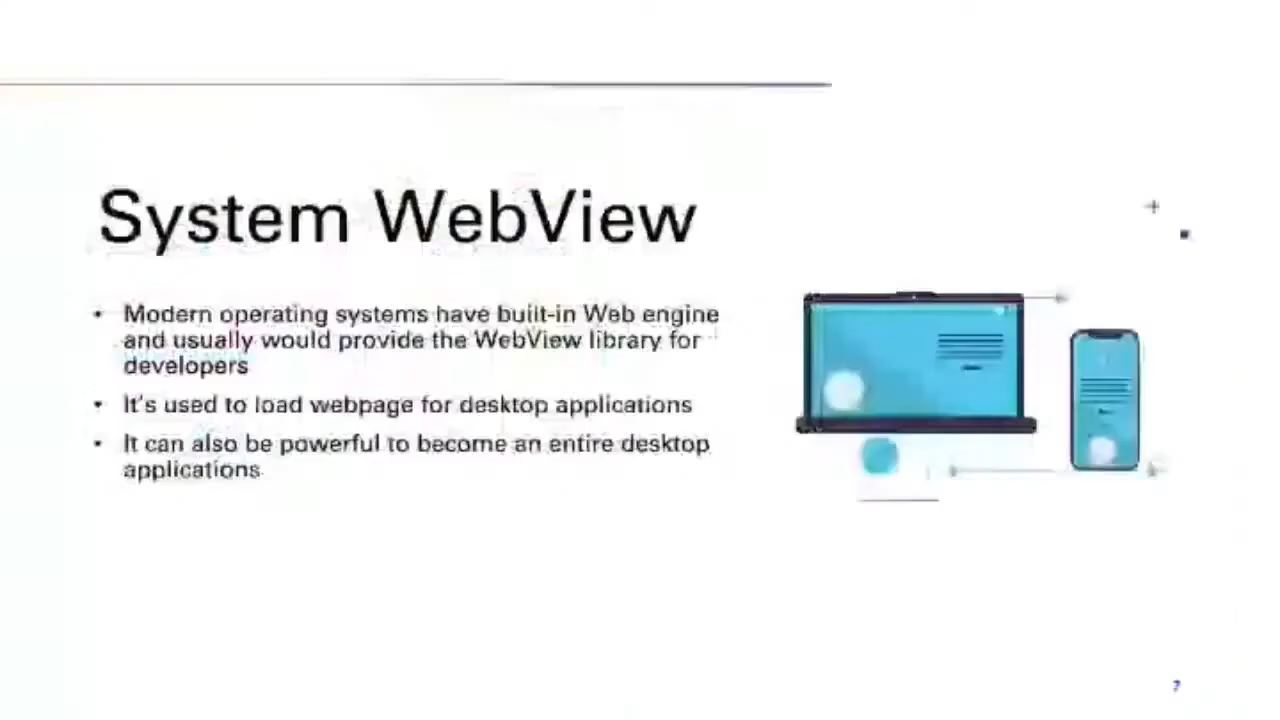 System WebView
• Modern operating systems have built-in Web engine
and usually would provide the WebView library for
developers
• It's used to load webpage for desktop applications
• It can also be powerful to become an entire desktop
applications
7